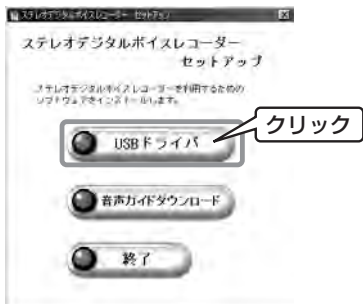 ステレオデジタルボイスレコーダー セットアップ
ステレオデジタルボイスレコーダー
セットアップ
ステレオデジタルボイスレコーダーを利用するための
ソフトウェアをインストールします。
USBドライバ
クリック
音声ガイドダウンロード
終了